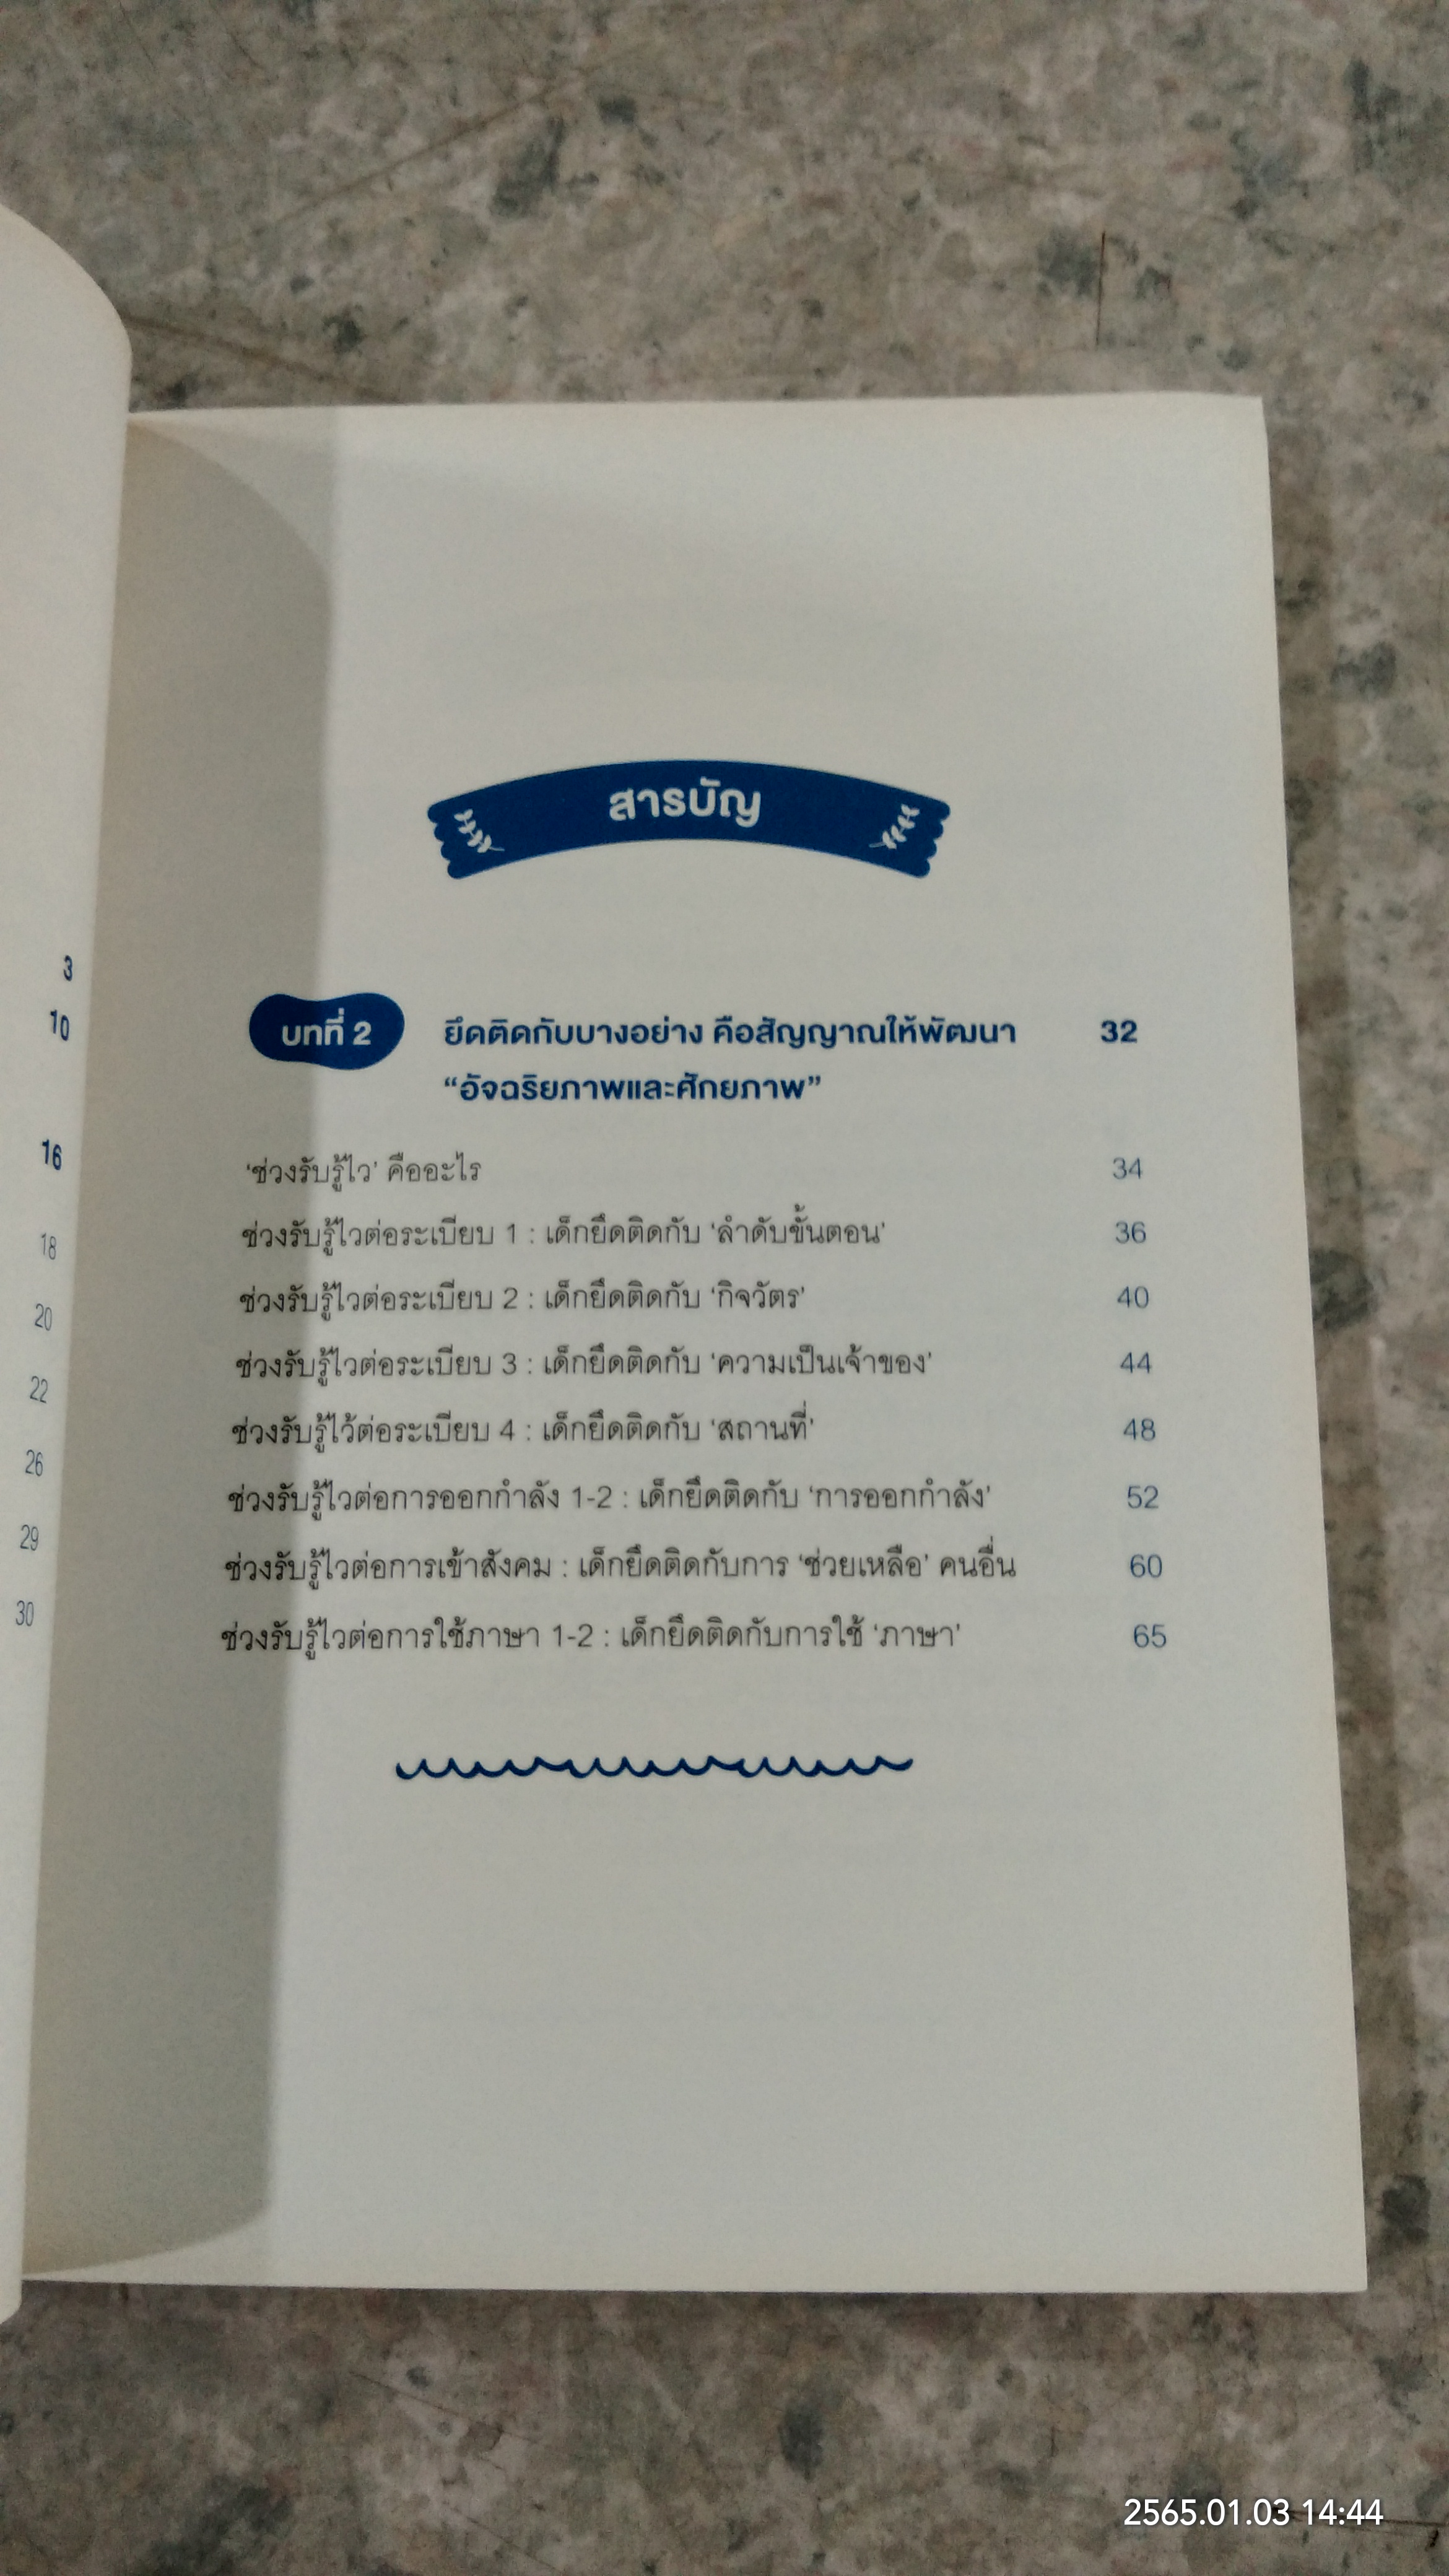 3
10
16
18
20
22
26
29
30
สารบัญ
บทที่ 2 ยึดติดกับบางอย่าง คือสัญญาณให้พัฒนา 32
“อัจฉริยภาพและศักยภาพ”
‘ช่วงรับรู้ไว’ คืออะไร 34
ช่วงรับรู้ไวต่อระเบียบ 1 : เด็กยึดติดกับ ‘ลำดับขั้นตอน’ 36
ช่วงรับรู้ไวต่อระเบียบ 2 : เด็กยึดติดกับ ‘กิจวัตร’ 40
ช่วงรับรู้ไวต่อระเบียบ 3 : เด็กยึดติดกับ ‘ความเป็นเจ้าของ’ 44
ช่วงรับรู้ไว้ต่อระเบียบ 4 : เด็กยึดติดกับ ‘สถานที่’ 48
ช่วงรับรู้ไวต่อการออกกำลัง 1-2 : เด็กยึดติดกับ ‘การออกกำลัง’ 52
ช่วงรับรู้ไวต่อการเข้าสังคม : เด็กยึดติดกับการ ‘ช่วยเหลือ’ คนอื่น 60
ช่วงรับรู้ไวต่อการใช้ภาษา 1-2 : เด็กยึดติดกับการใช้ ‘ภาษา’ 65
2565.01.03 14:44